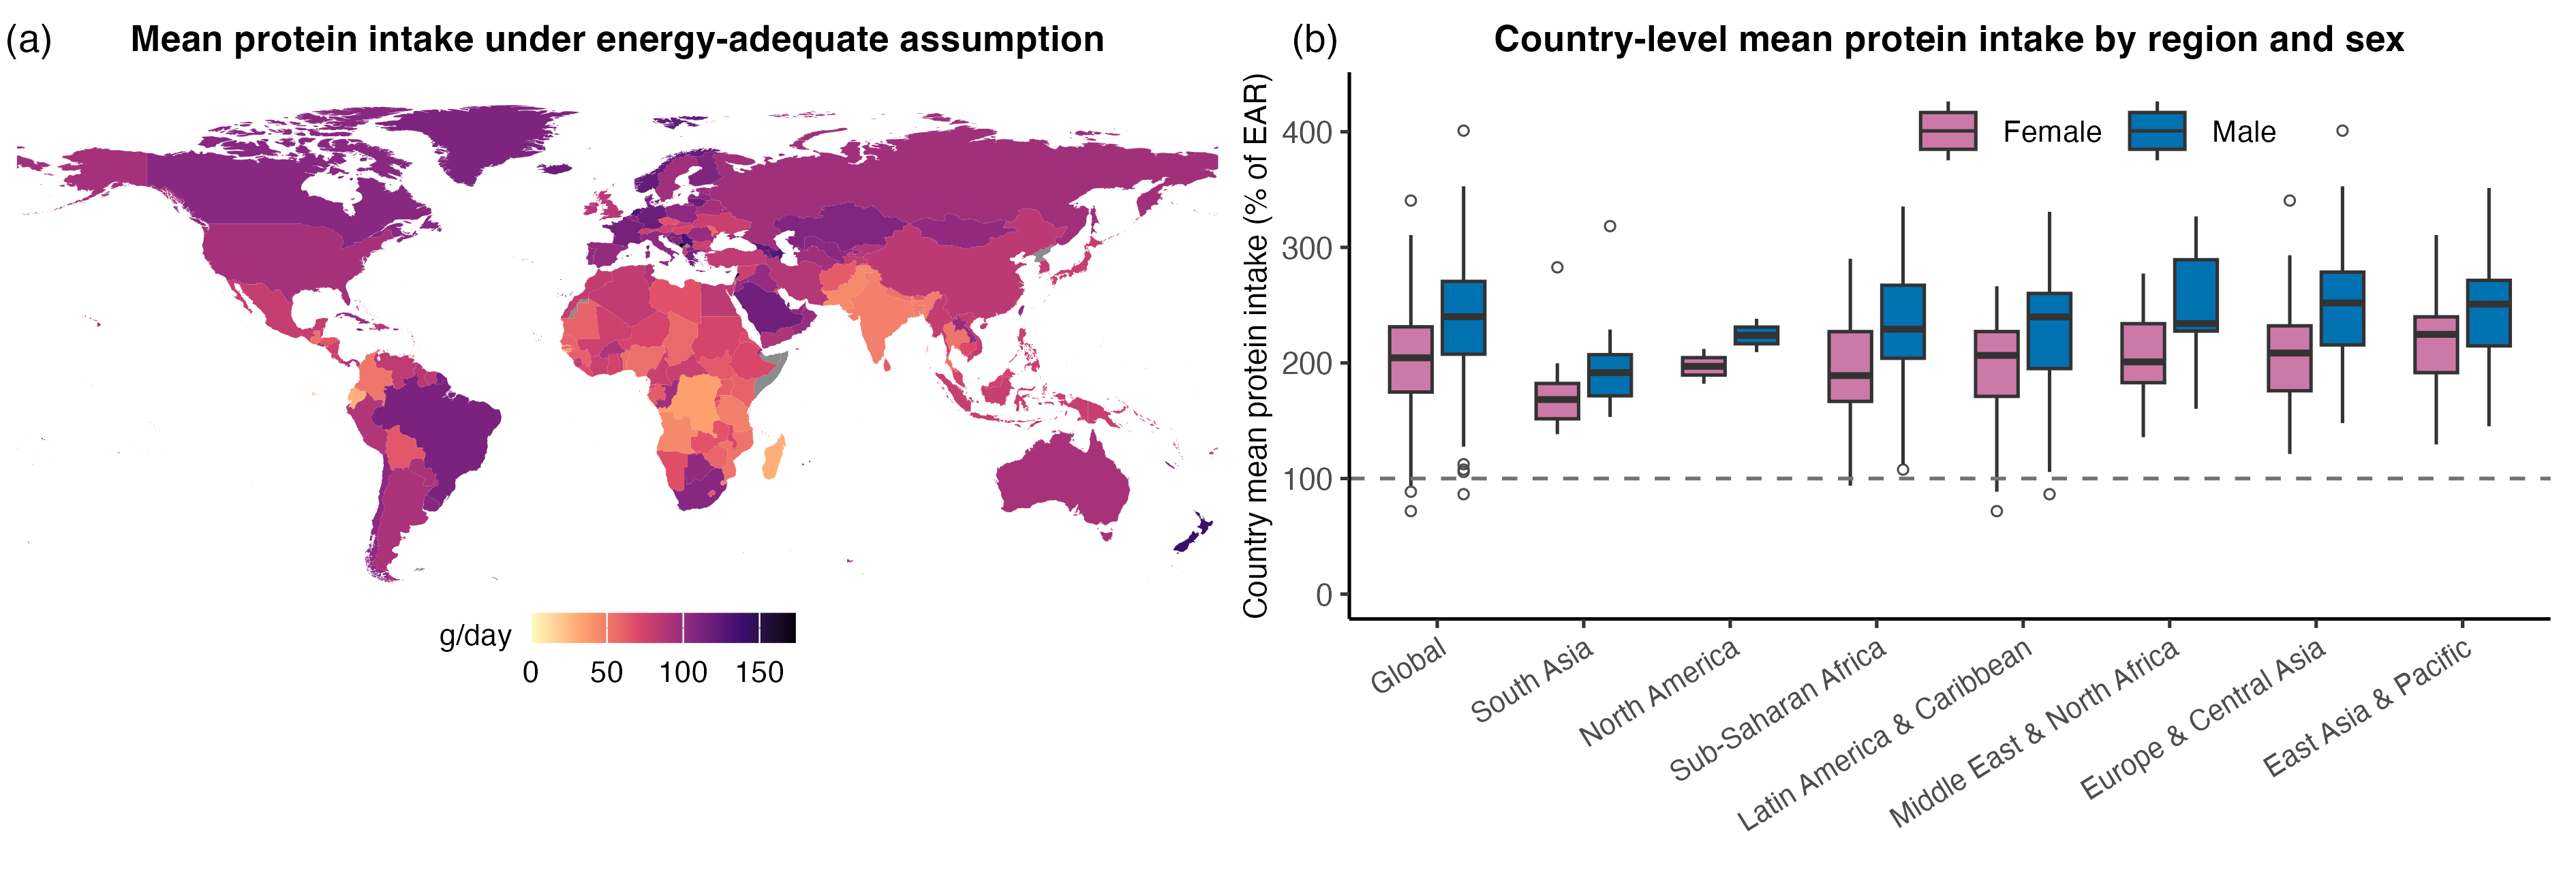 (a)
Mean protein intake under energy-adequate assumption
g/day
0 50 100 150
(b)
Country-level mean protein intake by region and sex
Country mean protein intake (% of EAR)
400
300
200
100
0
Female
Male
Global
South Asia
North America
Sub-Saharan Africa
Latin America & Caribbean
Middle East & North Africa
Europe & Central Asia
East Asia & Pacific